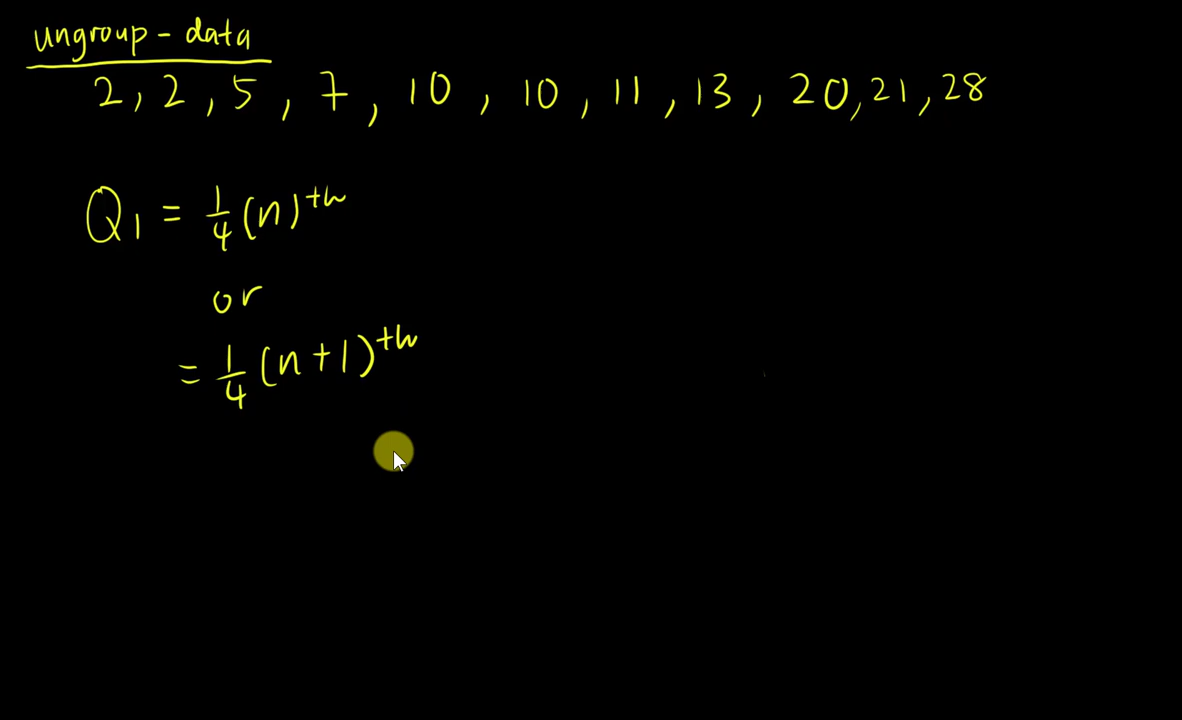 ungroup - data
2, 2, 5, 7, 10, 10, 11, 13, 20, 21, 28
Q₁ = 1/4 (n)ᵗʰ
or
= 1/4 (n+1)ᵗʰ